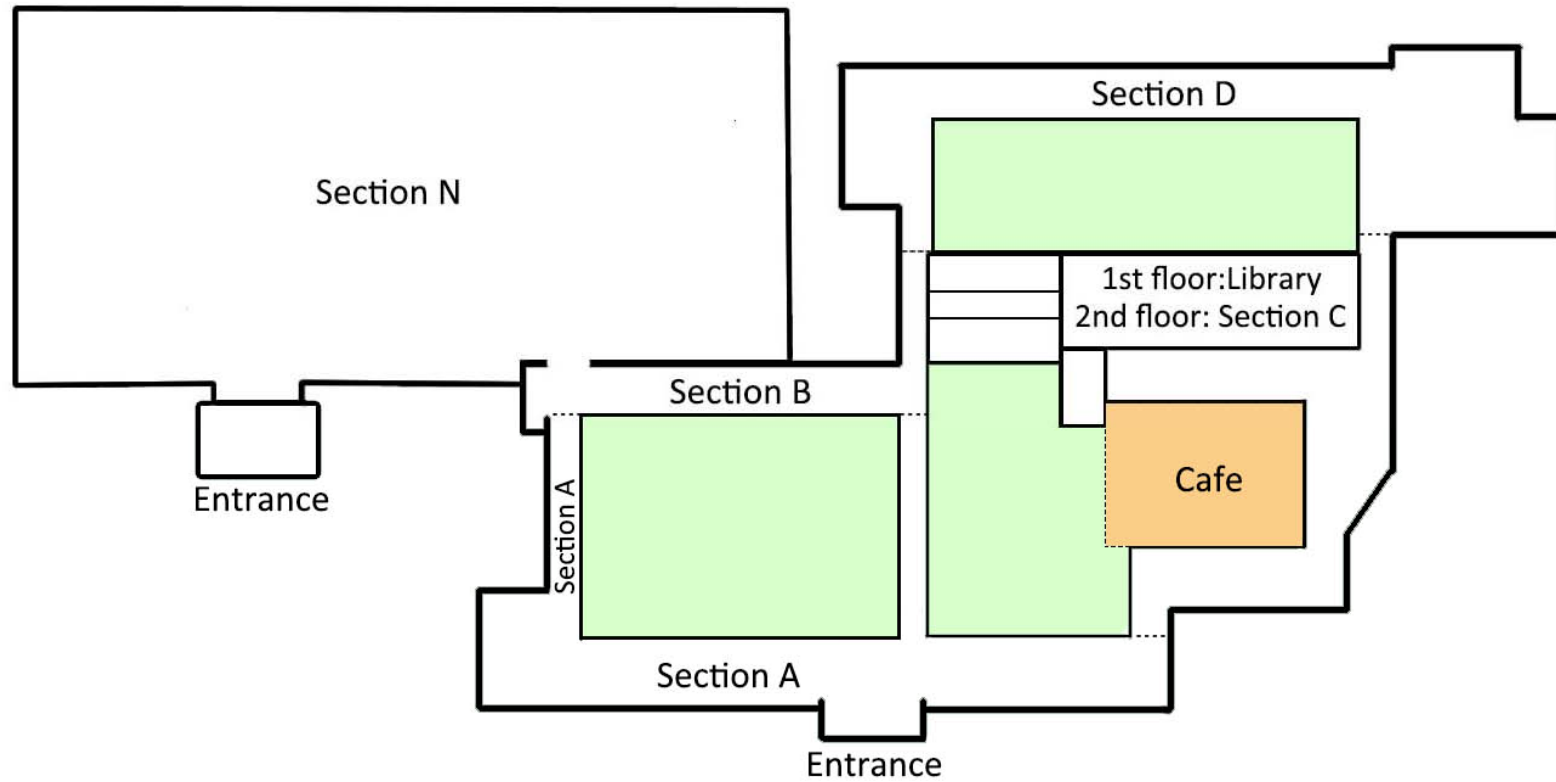 Section D
Section N
1st floor:Library
2nd floor: Section C
Section B
Cafe
Entrance
Section A
Section A
Entrance